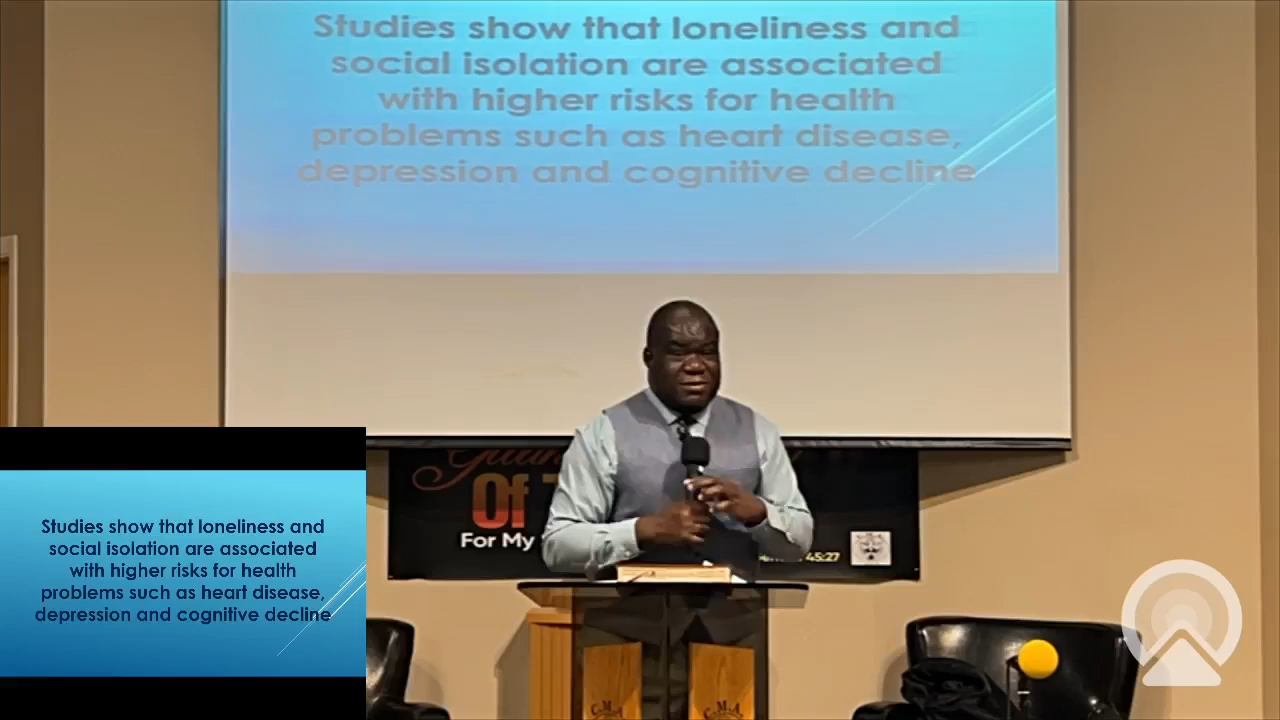 Studies show that loneliness and
social isolation are associated
with higher risks for health
problems such as heart disease,
depression and cognitive decline
Of
For My
45:27
Studies show that loneliness and
social isolation are associated
with higher risks for health
problems such as heart disease,
depression and cognitive decline
C.M.A.
C.M.A.